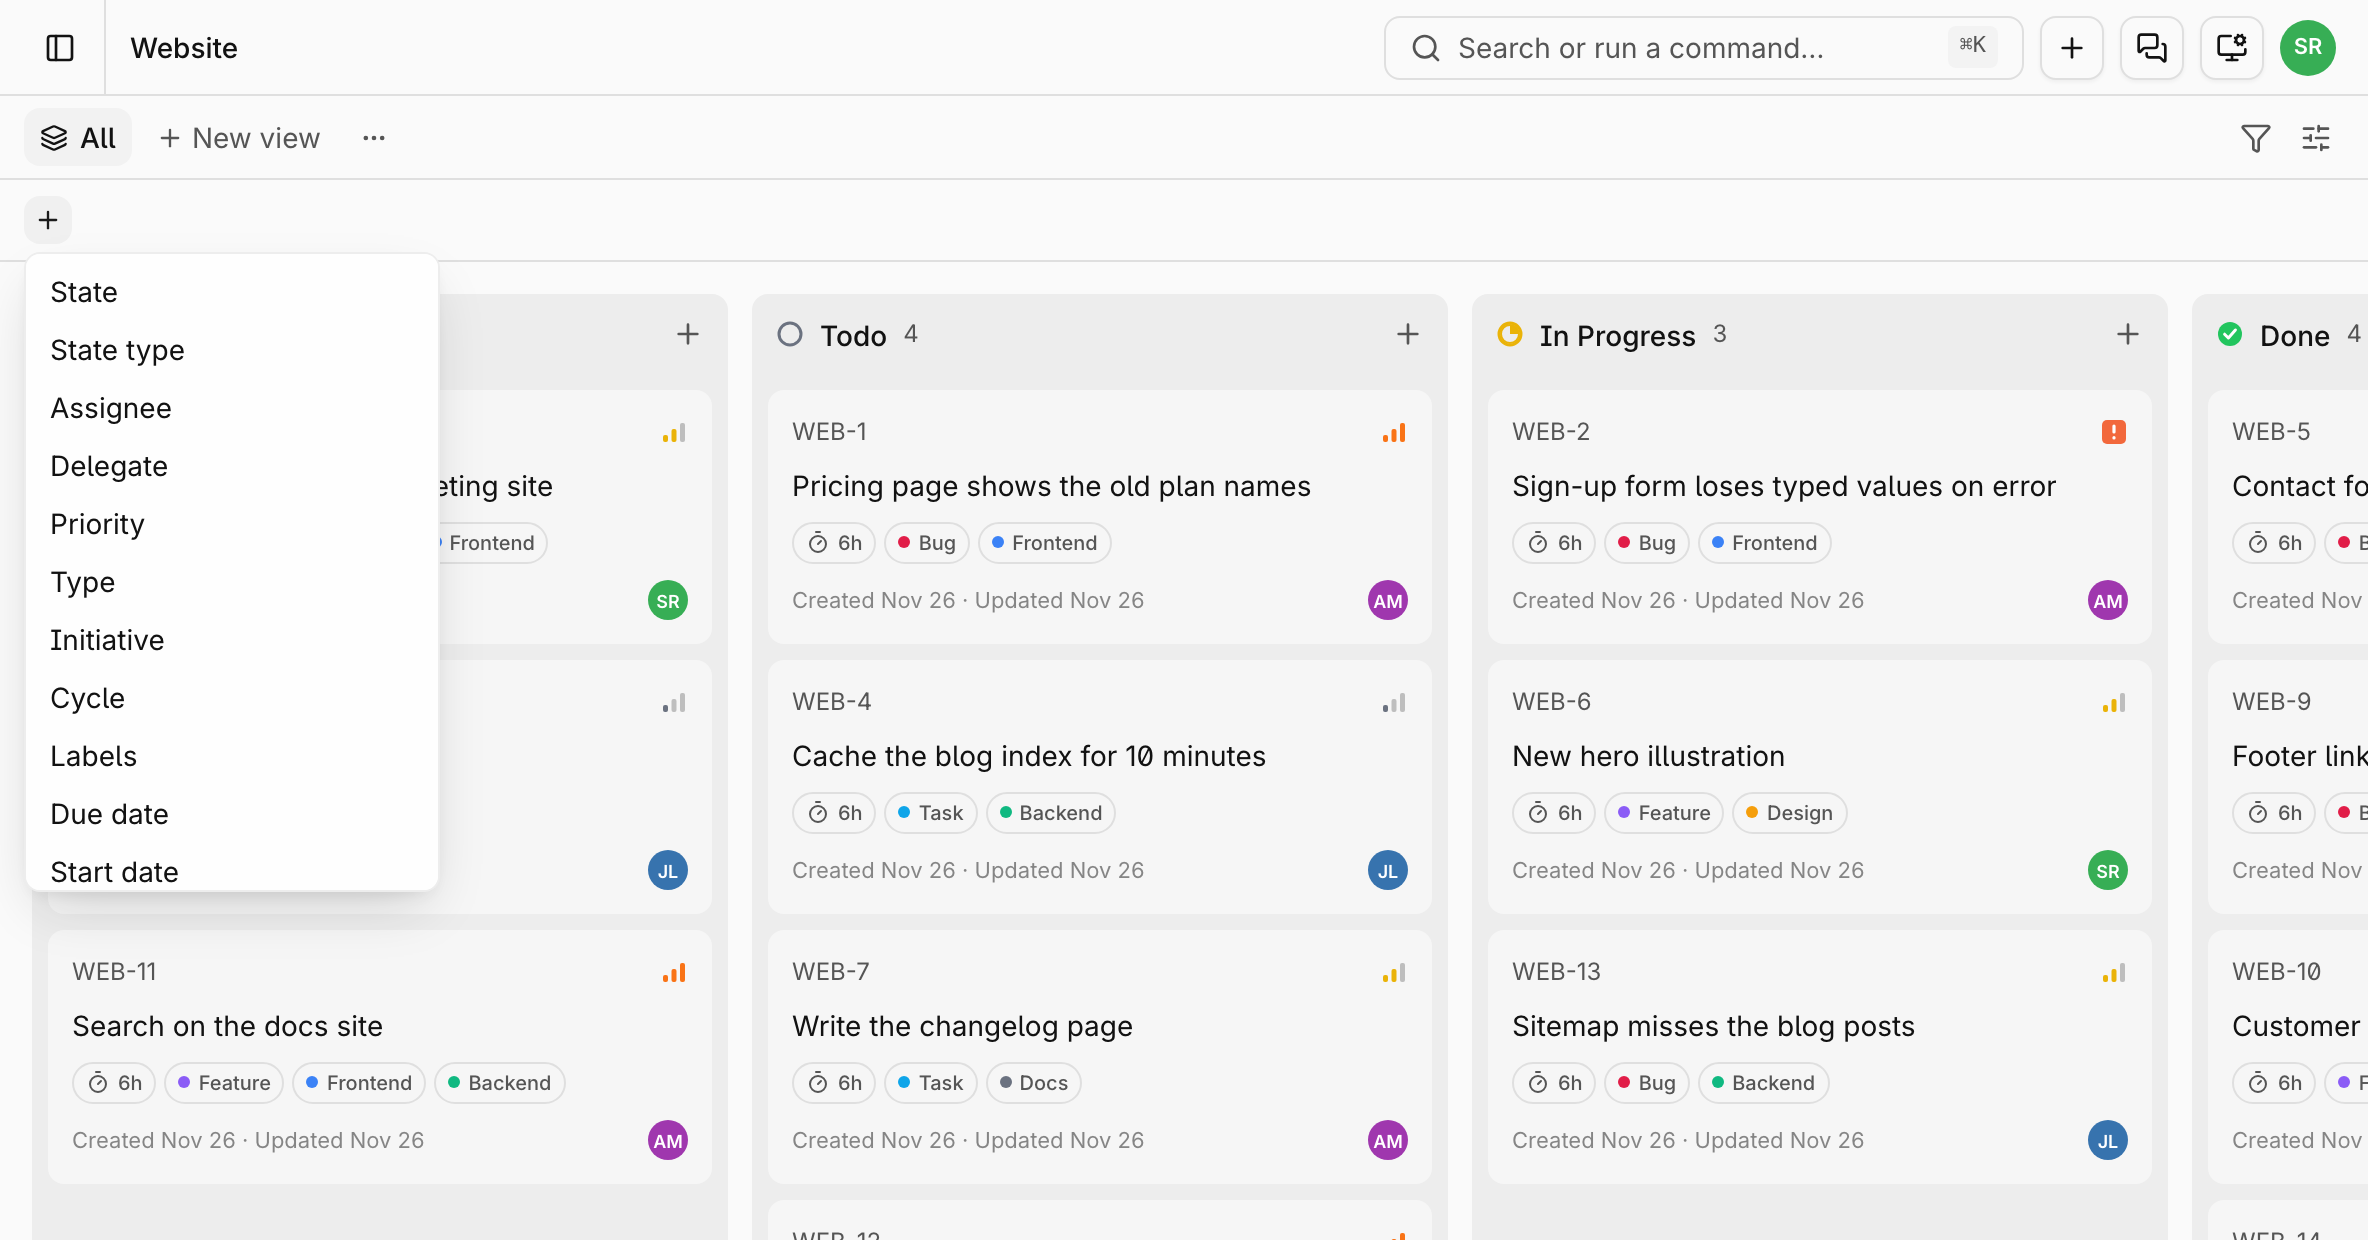 Website
Search or run a command...
⌘K
SR
All
+ New view
State
State type
Assignee
Delegate
Priority
Type
Initiative
Cycle
Labels
Due date
Start date
eting site
Frontend
SR
JL
WEB-11
Search on the docs site
6h Feature Frontend Backend
Created Nov 26 · Updated Nov 26
AM
Todo 4
WEB-1
Pricing page shows the old plan names
6h Bug Frontend
Created Nov 26 · Updated Nov 26
AM
WEB-4
Cache the blog index for 10 minutes
6h Task Backend
Created Nov 26 · Updated Nov 26
JL
WEB-7
Write the changelog page
6h Task Docs
Created Nov 26 · Updated Nov 26
AM
WEB-12
In Progress 3
WEB-2
Sign-up form loses typed values on error
6h Bug Frontend
Created Nov 26 · Updated Nov 26
AM
WEB-6
New hero illustration
6h Feature Design
Created Nov 26 · Updated Nov 26
SR
WEB-13
Sitemap misses the blog posts
6h Bug Backend
Created Nov 26 · Updated Nov 26
JL
Done 4
WEB-5
Contact fo
6h
Created Nov
WEB-9
Footer link
6h
Created Nov
WEB-10
Customer
6h
Created Nov
WEB-14